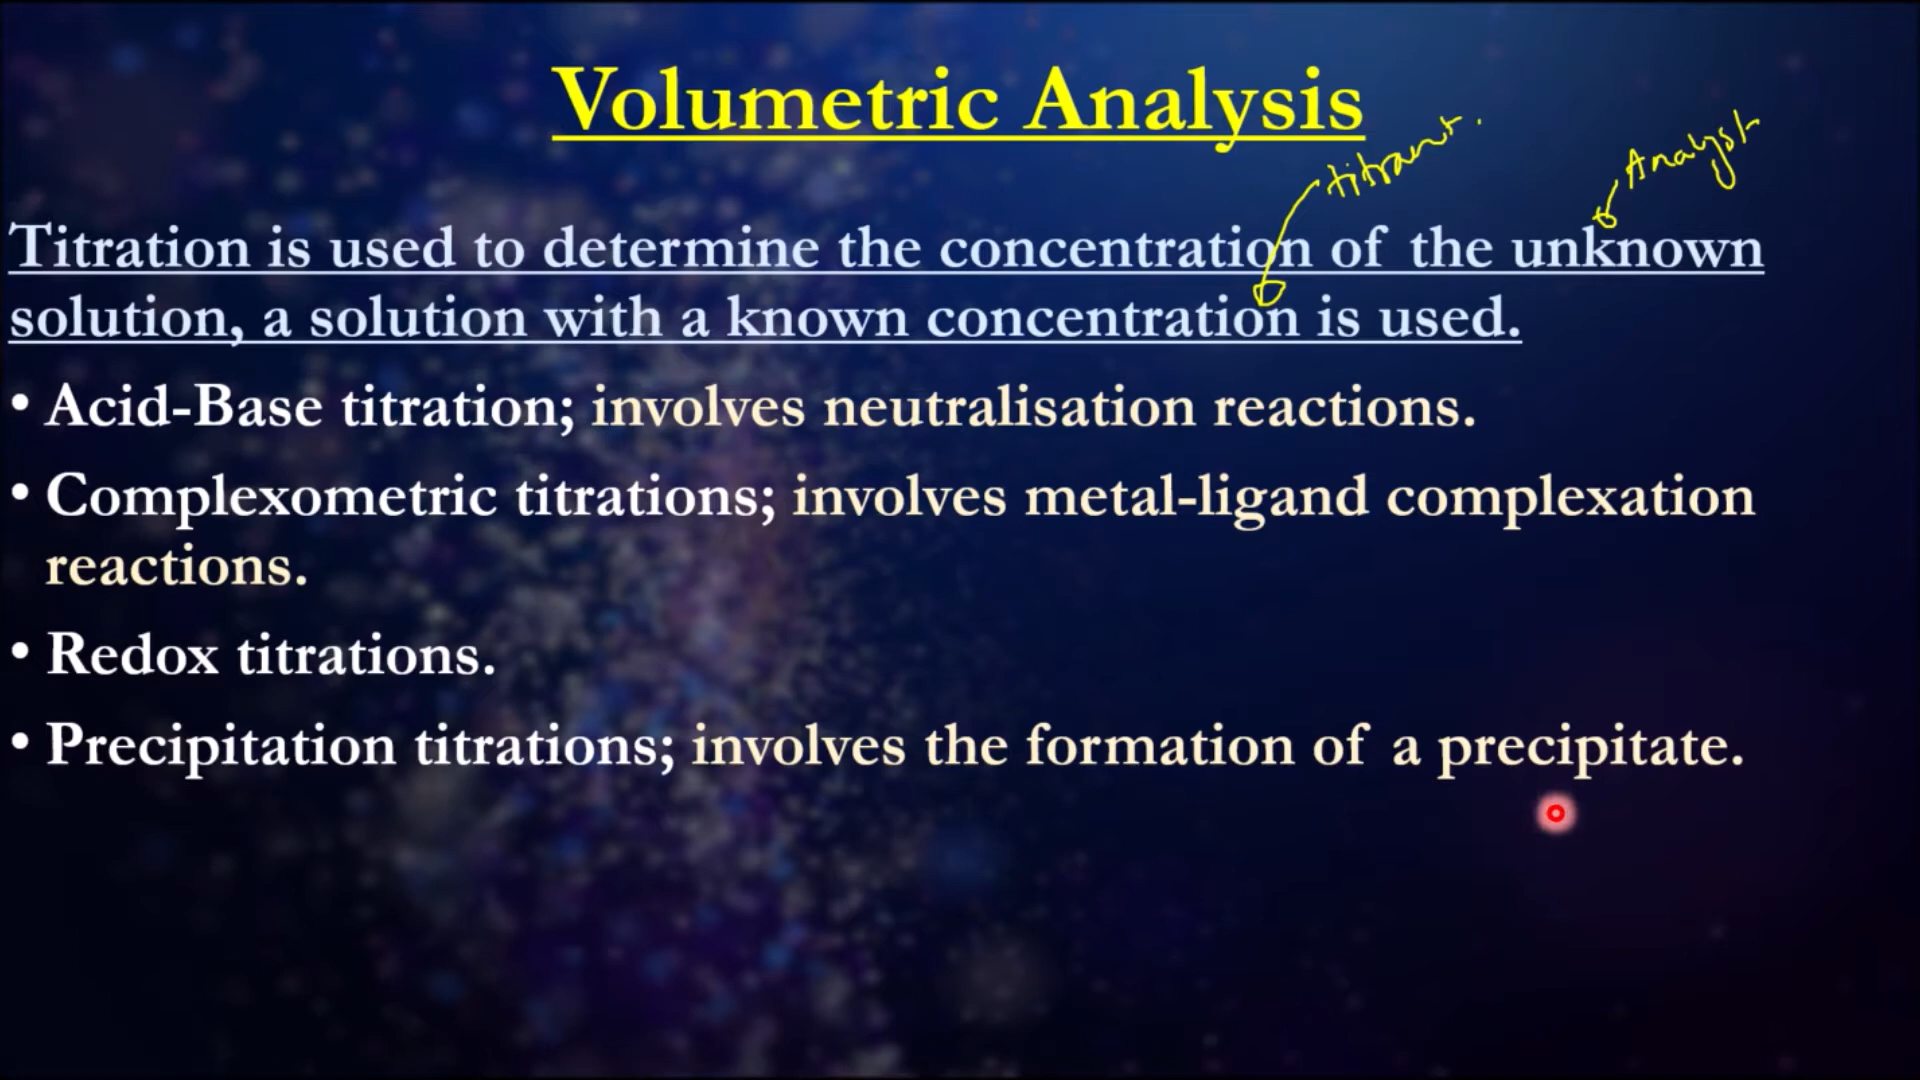 Volumetric Analysis
titrant.
Analyst
Titration is used to determine the concentration of the unknown
solution, a solution with a known concentration is used.
• Acid-Base titration; involves neutralisation reactions.
• Complexometric titrations; involves metal-ligand complexation
reactions.
• Redox titrations.
• Precipitation titrations; involves the formation of a precipitate.